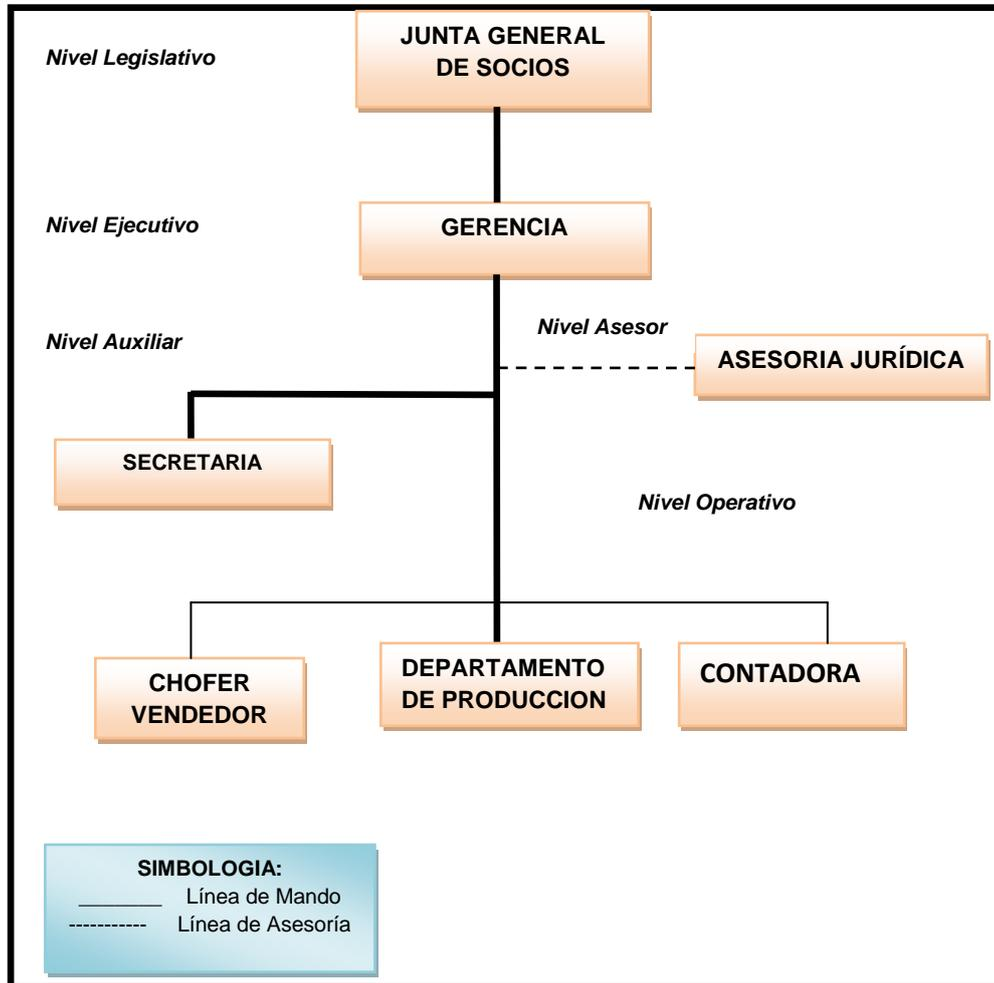 JUNTA GENERAL
DE SOCIOS
Nivel Legislativo
Nivel Ejecutivo
GERENCIA
Nivel Asesor
Nivel Auxiliar
ASESORIA JURÍDICA
SECRETARIA
Nivel Operativo
CHOFER
VENDEDOR
DEPARTAMENTO
DE PRODUCCION
CONTADORA
SIMBOLOGIA:
_________ Línea de Mando
----------- Línea de Asesoría